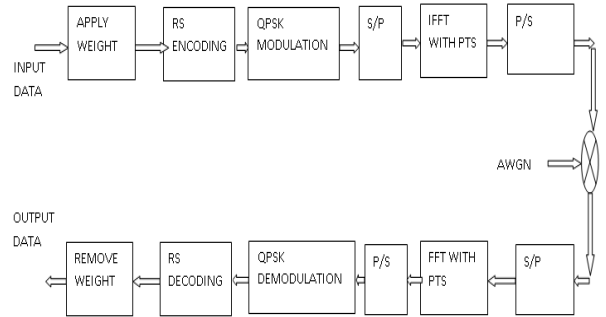 APPLY WEIGHT
RS ENCODING
QPSK MODULATION
S/P
IFFT WITH PTS
P/S
INPUT DATA
AWGN
OUTPUT DATA
REMOVE WEIGHT
RS DECODING
QPSK DEMODULATION
P/S
FFT WITH PTS
S/P